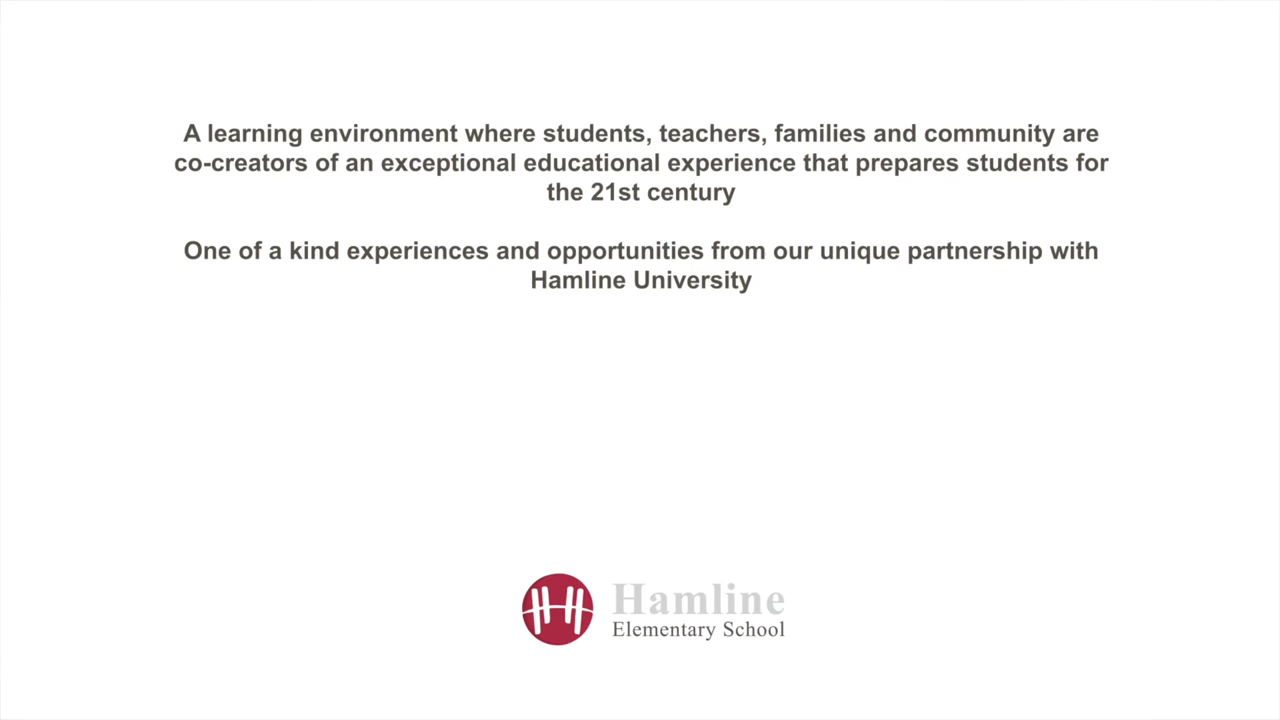 A learning environment where students, teachers, families and community are
co-creators of an exceptional educational experience that prepares students for
the 21st century
One of a kind experiences and opportunities from our unique partnership with
Hamline University
Hamline
Elementary School